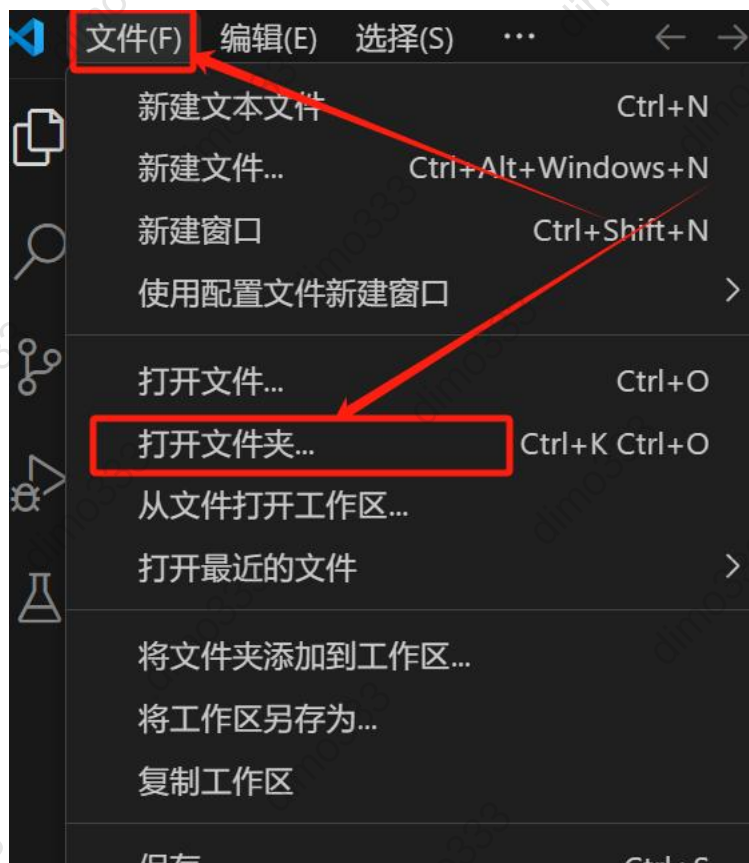 文件(F) 编辑(E) 选择(S) ...
新建文本文件 Ctrl+N
新建文件... Ctrl+Alt+Windows+N
新建窗口 Ctrl+Shift+N
使用配置文件新建窗口
打开文件... Ctrl+O
打开文件夹... Ctrl+K Ctrl+O
从文件打开工作区...
打开最近的文件
将文件夹添加到工作区...
将工作区另存为...
复制工作区
保存 Ctrl+S
dimo333